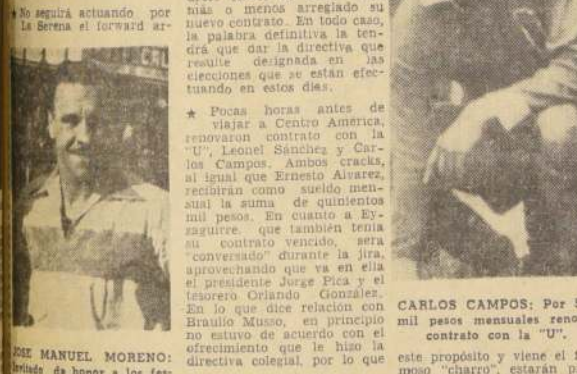 ★ No seguirá actuando por
La Serena el forward ar-
JOSE MANUEL MORENO:
Invitado de honor a los fes-
más o menos arreglado su
nuevo contrato. En todo caso,
la palabra definitiva la ten-
drá que dar la directiva que
resulte designada en las
elecciones que se están efec-
tuando en estos días.
★ Pocas horas antes de
viajar a Centro América,
renovaron contrato con la
"U", Leonel Sánchez y Car-
los Campos. Ambos cracks,
al igual que Ernesto Alvarez,
recibirán como sueldo men-
sual la suma de quinientos
mil pesos. En cuanto a Ey-
zaguirre, que también tenía
su contrato vencido, sera
"conversado" durante la jira,
aprovechando que va en ella
el presidente Jorge Pica y el
tesorero Orlando González.
En lo que dice relación con
Braulio Musso, en principio
no estuvo de acuerdo con el
ofrecimiento que le hizo la
directiva colegial, por lo que
CARLOS CAMPOS: Por
mil pesos mensuales reno
contrato con la "U".
este propósito y viene el
moso "charro", estarán